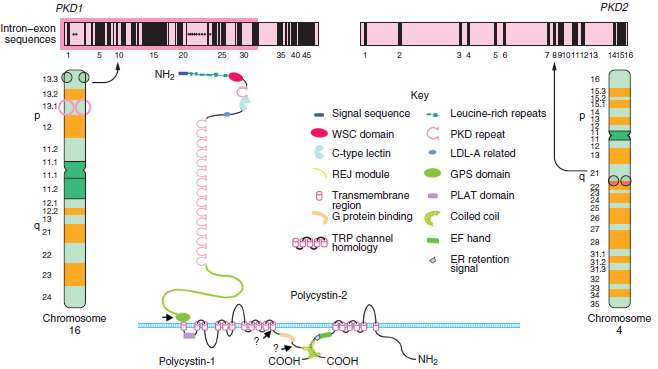 PKD1
PKD2
Intron–exon
sequences
1 5 10 15 20 25 30 35 40 45
1 2 3 4 5 6 7 8 9 10 11 12 13 14 15 16
13.3
13.2
13.1
p
12
11.2
11.1
11.1
11.2
12.1
12.2
13
q
21
22
23
24
Chromosome
16
NH2
Key
Signal sequence
WSC domain
C-type lectin
REJ module
Transmembrane
region
G protein binding
TRP channel
homology
Leucine-rich repeats
PKD repeat
LDL-A related
GPS domain
PLAT domain
Coiled coil
EF hand
ER retention
signal
Polycystin-2
?
?
Polycystin-1
COOH
COOH
NH2
16
15.3
15.2
15.1
p
14
13
12
11
11
12
13
q
21
22
23
24
25
26
27
28
31.1
31.2
31.3
32
33
34
35
Chromosome
4